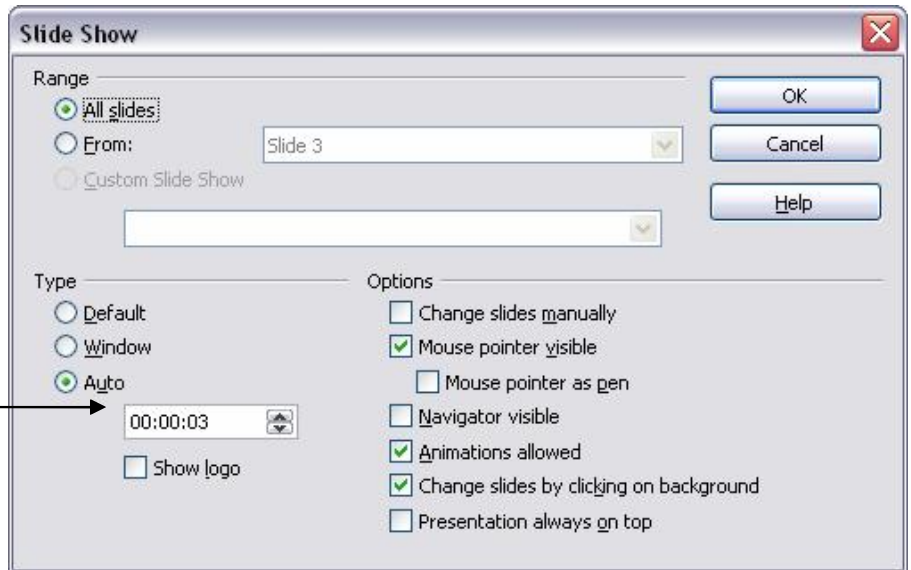 Slide Show
Range
All slides
From:
Slide 3
Custom Slide Show
OK
Cancel
Help
Type
Default
Window
Auto
00:00:03
Show logo
Options
Change slides manually
Mouse pointer visible
Mouse pointer as pen
Navigator visible
Animations allowed
Change slides by clicking on background
Presentation always on top